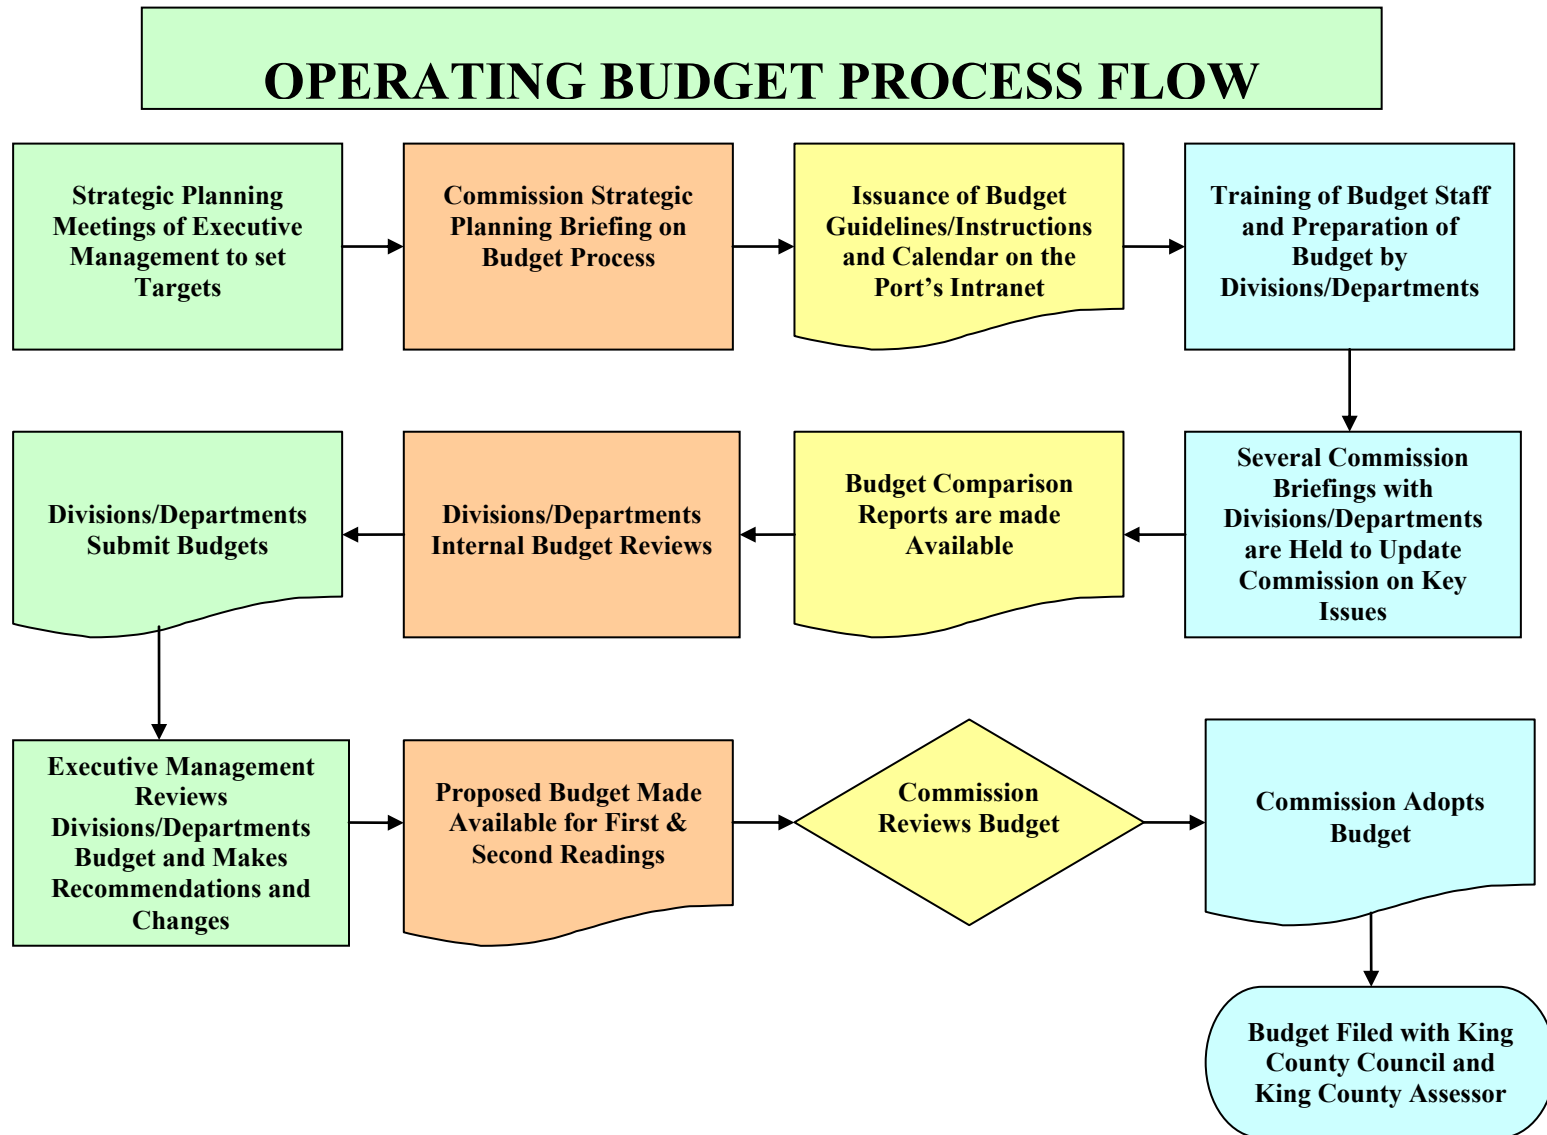 OPERATING BUDGET PROCESS FLOW
Strategic Planning
Meetings of Executive
Management to set
Targets
Commission Strategic
Planning Briefing on
Budget Process
Issuance of Budget
Guidelines/Instructions
and Calendar on the
Port’s Intranet
Training of Budget Staff
and Preparation of
Budget by
Divisions/Departments
Several Commission
Briefings with
Divisions/Departments
are Held to Update
Commission on Key
Issues
Budget Comparison
Reports are made
Available
Divisions/Departments
Internal Budget Reviews
Divisions/Departments
Submit Budgets
Executive Management
Reviews
Divisions/Departments
Budget and Makes
Recommendations and
Changes
Proposed Budget Made
Available for First &
Second Readings
Commission
Reviews Budget
Commission Adopts
Budget
Budget Filed with King
County Council and
King County Assessor